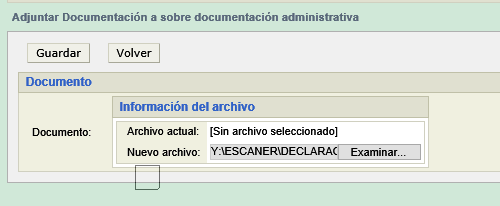 Adjuntar Documentación a sobre documentación administrativa
Guardar Volver
Documento
Información del archivo
Documento: Archivo actual: [Sin archivo seleccionado]
Nuevo archivo: Y:\ESCANER\DECLARAC Examinar...